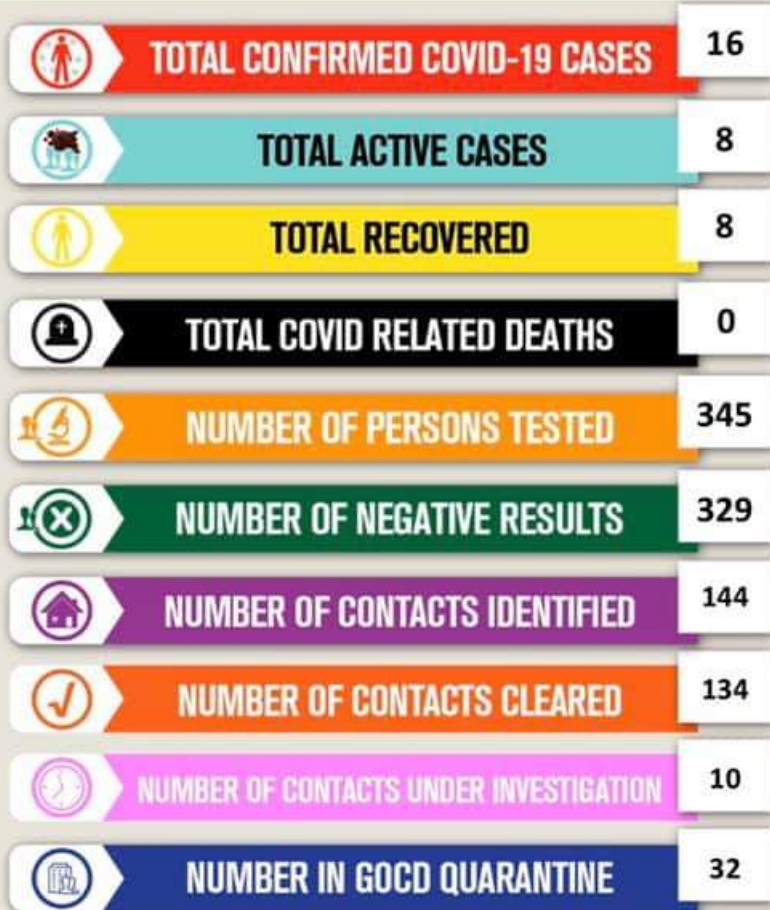 TOTAL CONFIRMED COVID-19 CASES 16
TOTAL ACTIVE CASES 8
TOTAL RECOVERED 8
TOTAL COVID RELATED DEATHS 0
NUMBER OF PERSONS TESTED 345
NUMBER OF NEGATIVE RESULTS 329
NUMBER OF CONTACTS IDENTIFIED 144
NUMBER OF CONTACTS CLEARED 134
NUMBER OF CONTACTS UNDER INVESTIGATION 10
NUMBER IN GOCD QUARANTINE 32